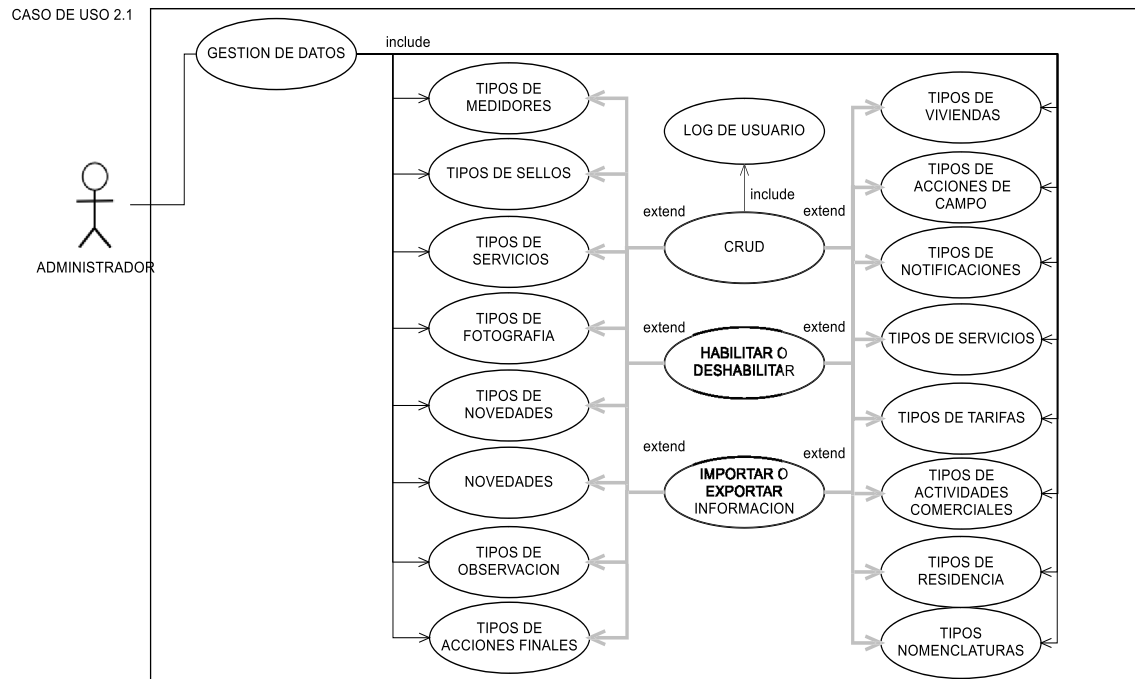 CASO DE USO 2.1
GESTION DE DATOS
include
ADMINISTRADOR
TIPOS DE
MEDIDORES
TIPOS DE SELLOS
TIPOS DE
SERVICIOS
TIPOS DE
FOTOGRAFIA
TIPOS DE
NOVEDADES
NOVEDADES
TIPOS DE
OBSERVACION
TIPOS DE
ACCIONES FINALES
LOG DE USUARIO
include
extend
extend
CRUD
extend
extend
HABILITAR O
DESHABILITAR
extend
extend
IMPORTAR O
EXPORTAR
INFORMACION
TIPOS DE
VIVIENDAS
TIPOS DE
ACCIONES DE
CAMPO
TIPOS DE
NOTIFICACIONES
TIPOS DE SERVICIOS
TIPOS DE TARIFAS
TIPOS DE
ACTIVIDADES
COMERCIALES
TIPOS DE
RESIDENCIA
TIPOS
NOMENCLATURAS